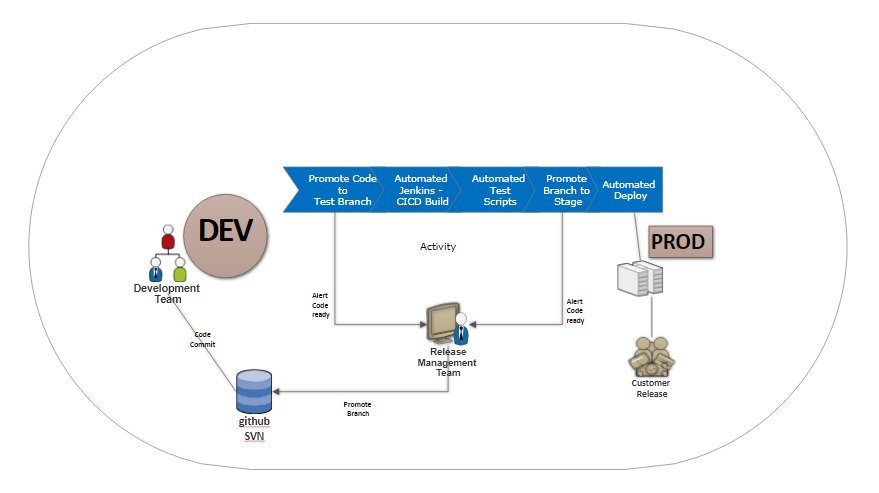 Promote Code
to
Test Branch
Automated
Jenkins -
CICD Build
Automated
Test
Scripts
Promote
Branch to
Stage
Automated
Deploy
DEV
PROD
Activity
Development
Team
Alert
Code
ready
Alert
Code
ready
Code
Commit
Release
Management
Team
Customer
Release
Promote
Branch
github
SVN